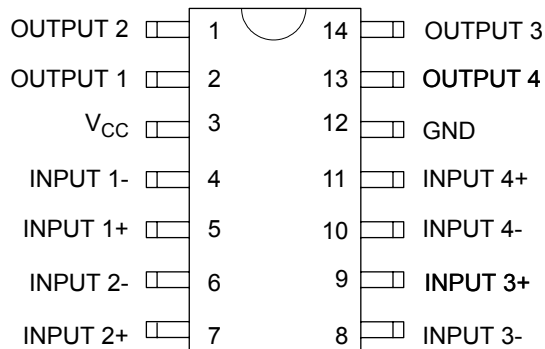 OUTPUT 2 1 14 OUTPUT 3
OUTPUT 1 2 13 OUTPUT 4
VCC 3 12 GND
INPUT 1- 4 11 INPUT 4+
INPUT 1+ 5 10 INPUT 4-
INPUT 2- 6 9 INPUT 3+
INPUT 2+ 7 8 INPUT 3-